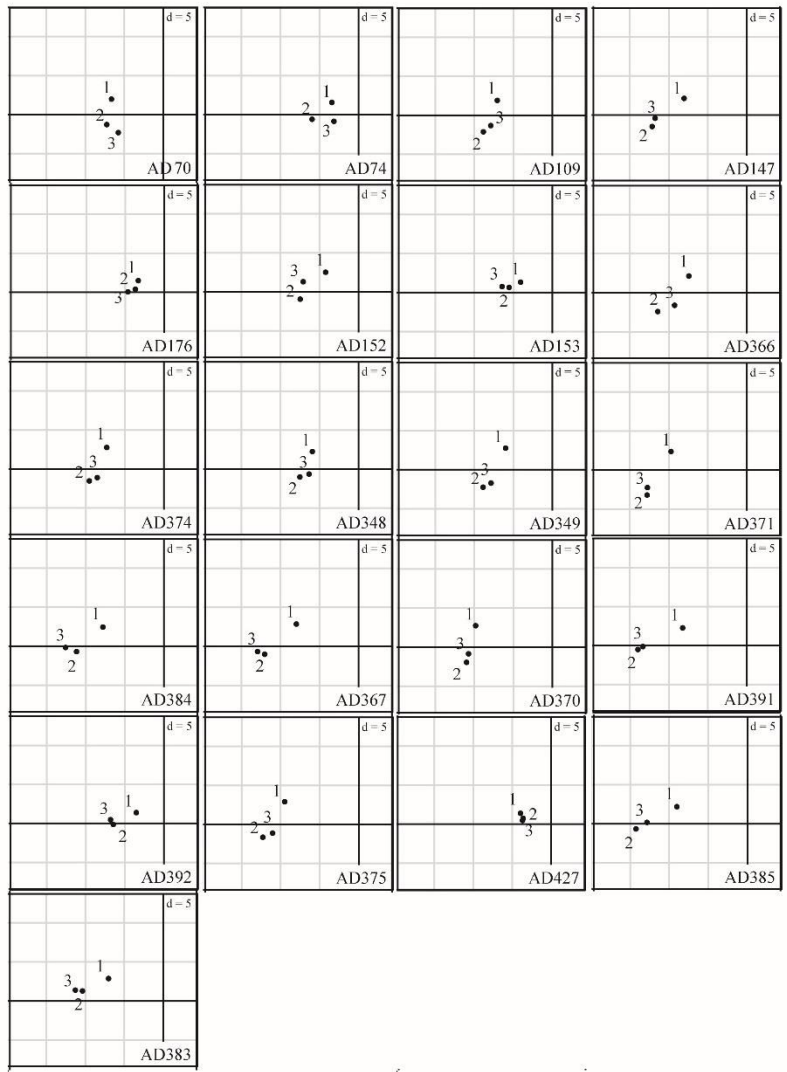 d = 5
1
2
3
AD70
d = 5
1
2
3
AD74
d = 5
1
3
2
AD109
d = 5
1
3
2
AD147
d = 5
1
2
3
AD176
d = 5
1
3
2
AD152
d = 5
3 1
2
AD153
d = 5
1
2 3
AD366
d = 5
1
3
2
AD374
d = 5
1
3
2
AD348
d = 5
1
3
2
AD349
d = 5
1
3
2
AD371
d = 5
1
3
2
AD384
d = 5
1
3
2
AD367
d = 5
1
3
2
AD370
d = 5
1
3
2
AD391
d = 5
1
3
2
AD392
d = 5
1
3
2
AD375
d = 5
1
2
3
AD427
d = 5
1
3
2
AD385
d = 5
1
3
2
AD383